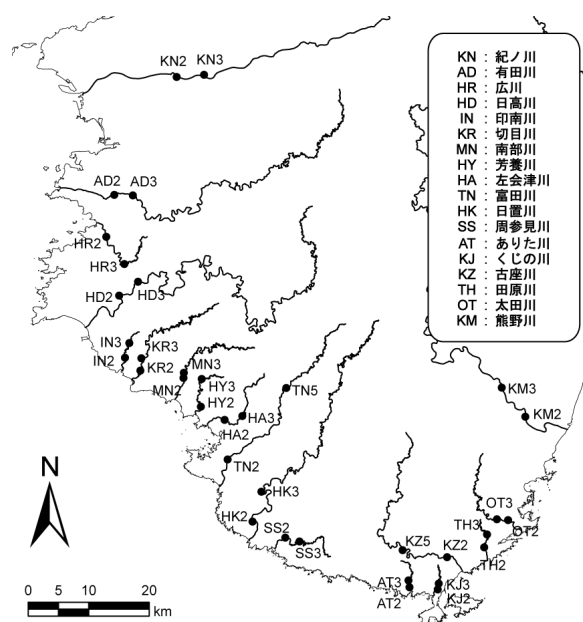 KN2
KN3
KN : 紀ノ川
AD : 有田川
HR : 広川
HD : 日高川
IN : 印南川
KR : 切目川
MN : 南部川
HY : 芳養川
HA : 左会津川
TN : 富田川
HK : 日置川
SS : 周参見川
AT : ありた川
KJ : くじの川
KZ : 古座川
TH : 田原川
OT : 太田川
KM : 熊野川
AD2
AD3
HR2
HR3
HD2
HD3
IN3
IN2
KR3
KR2
MN3
MN2
HY3
HY2
HA3
HA2
TN5
TN2
KM3
KM2
HK3
HK2
SS2
SS3
OT3
OT2
TH3
TH2
KZ5
KZ2
AT3
AT2
KJ3
KJ2
N
0 5 10 20
km